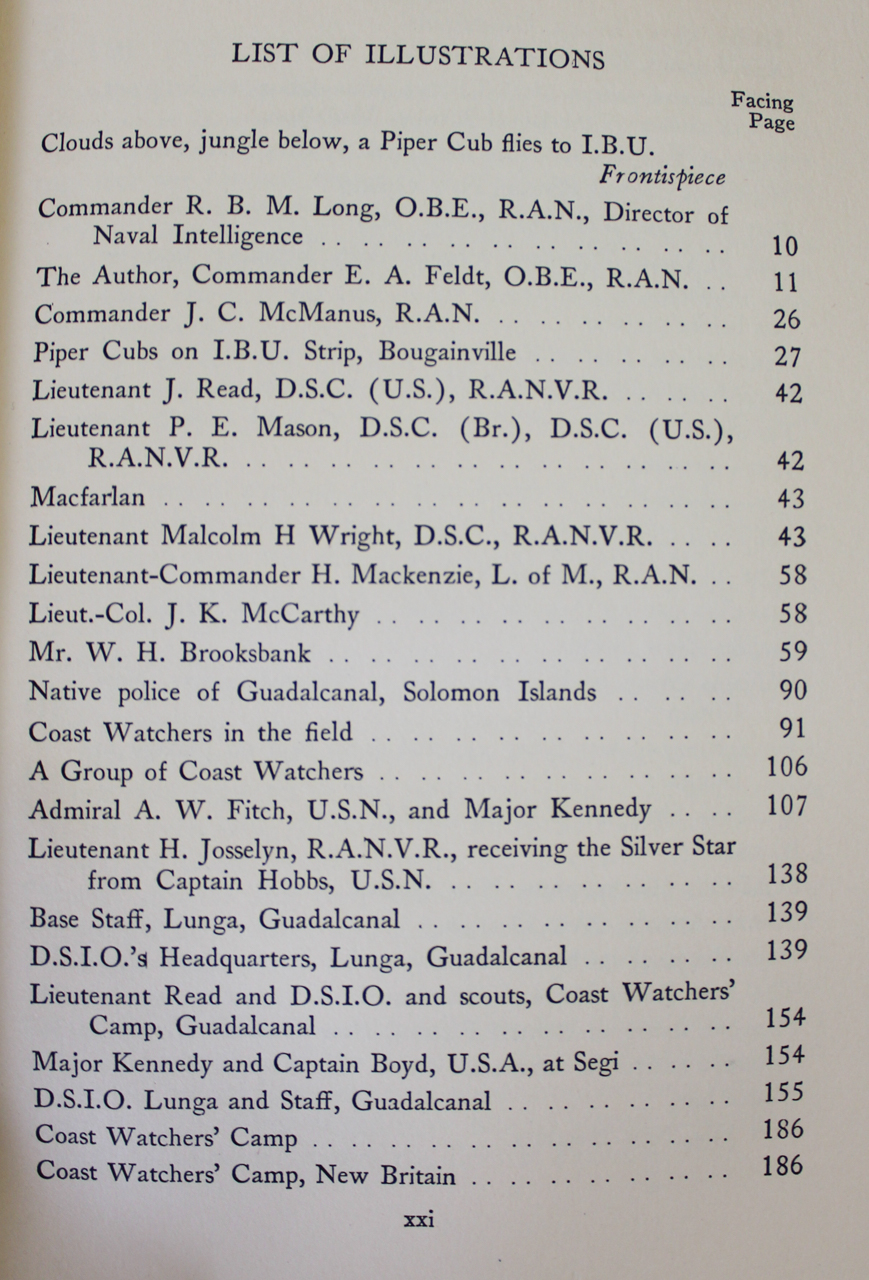 LIST OF ILLUSTRATIONS
Facing
Page
Clouds above, jungle below, a Piper Cub flies to I.B.U.
Frontispiece
Commander R. B. M. Long, O.B.E., R.A.N., Director of
Naval Intelligence . . . . . . . . . . . . . . . 10
The Author, Commander E. A. Feldt, O.B.E., R.A.N. . . 11
Commander J. C. McManus, R.A.N. . . . . . . . . . 26
Piper Cubs on I.B.U. Strip, Bougainville . . . . . . . 27
Lieutenant J. Read, D.S.C. (U.S.), R.A.N.V.R. . . . . . 42
Lieutenant P. E. Mason, D.S.C. (Br.), D.S.C. (U.S.),
R.A.N.V.R. . . . . . . . . . . . . . . . . . . 42
Macfarlan . . . . . . . . . . . . . . . . . . . . . 43
Lieutenant Malcolm H Wright, D.S.C., R.A.N.V.R. . . . . 43
Lieutenant-Commander H. Mackenzie, L. of M., R.A.N. . . 58
Lieut.-Col. J. K. McCarthy . . . . . . . . . . . . . 58
Mr. W. H. Brooksbank . . . . . . . . . . . . . . . 59
Native police of Guadalcanal, Solomon Islands . . . . . 90
Coast Watchers in the field . . . . . . . . . . . . . 91
A Group of Coast Watchers . . . . . . . . . . . . . 106
Admiral A. W. Fitch, U.S.N., and Major Kennedy . . . . 107
Lieutenant H. Josselyn, R.A.N.V.R., receiving the Silver Star
from Captain Hobbs, U.S.N. . . . . . . . . . . . 138
Base Staff, Lunga, Guadalcanal . . . . . . . . . . . . 139
D.S.I.O.'s Headquarters, Lunga, Guadalcanal . . . . . . 139
Lieutenant Read and D.S.I.O. and scouts, Coast Watchers'
Camp, Guadalcanal . . . . . . . . . . . . . . . 154
Major Kennedy and Captain Boyd, U.S.A., at Segi . . . . . . 154
D.S.I.O. Lunga and Staff, Guadalcanal . . . . . . . . . 155
Coast Watchers' Camp . . . . . . . . . . . . . . . 186
Coast Watchers' Camp, New Britain . . . . . . . . . . 186
xxi